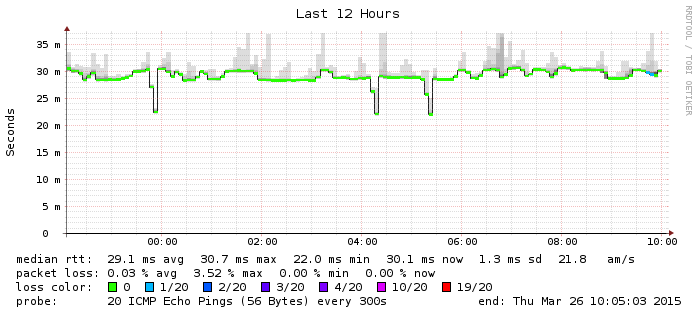 Last 12 Hours
RRDTOOL / TOBI OETIKER
Seconds
35 m
30 m
25 m
20 m
15 m
10 m
5 m
0
00:00 02:00 04:00 06:00 08:00 10:00
median rtt: 29.1 ms avg 30.7 ms max 22.0 ms min 30.1 ms now 1.3 ms sd 21.8 am/s
packet loss: 0.03 % avg 3.52 % max 0.00 % min 0.00 % now
loss color: 0 1/20 2/20 3/20 4/20 10/20 19/20
probe: 20 ICMP Echo Pings (56 Bytes) every 300s end: Thu Mar 26 10:05:03 2015